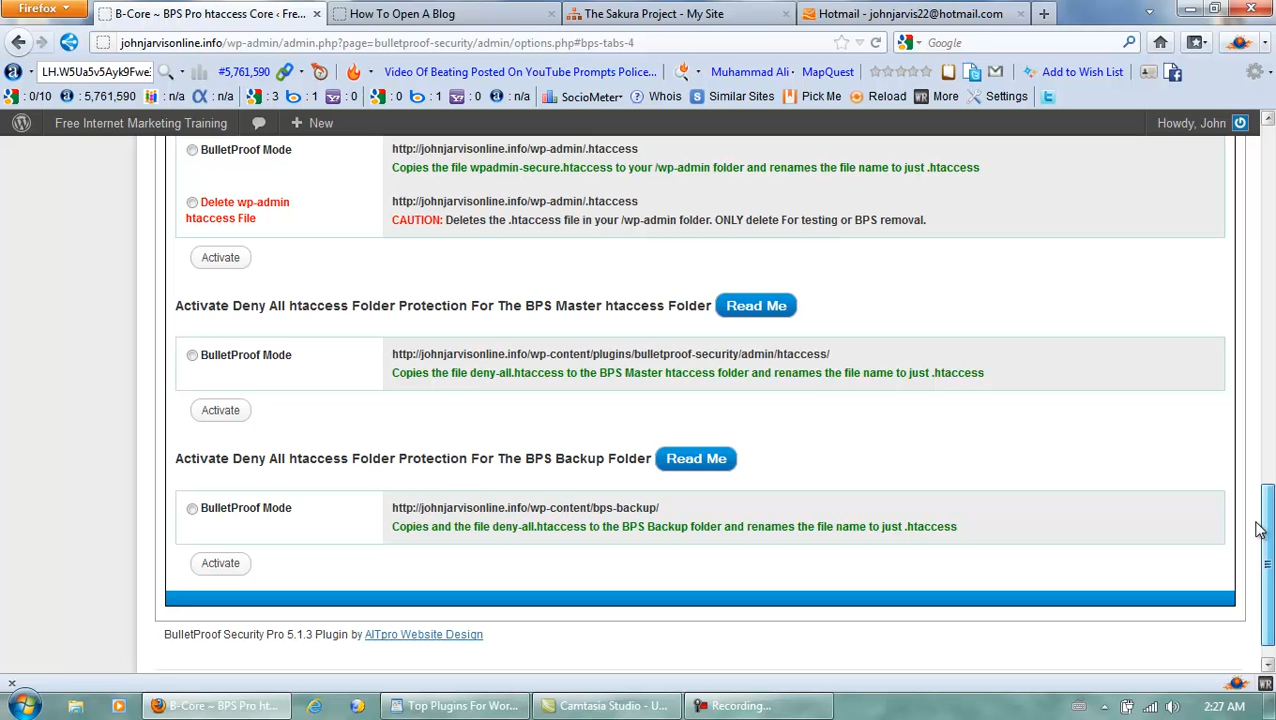 Firefox
B-Core ~ BPS Pro htaccess Core ‹ Fre...
How To Open A Blog
The Sakura Project - My Site
Hotmail - johnjarvis22@hotmail.com
johnjarvisonline.info/wp-admin/admin.php?page=bulletproof-security/admin/options.php#bps-tabs-4
Google
LH.W5Ua5v5Ayk9Fwe:
#5,761,590
Video Of Beating Posted On YouTube Prompts Police...
Muhammad Ali
MapQuest
Add to Wish List
: 0/10
: 5,761,590
: n/a
: n/a
: 3
: 1
: 0
: 0
: 1
: 0
: n/a
SocioMeter
Whois
Similar Sites
Pick Me
Reload
More
Settings
Free Internet Marketing Training
New
Howdy, John
BulletProof Mode
http://johnjarvisonline.info/wp-admin/.htaccess
Copies the file wpadmin-secure.htaccess to your /wp-admin folder and renames the file name to just .htaccess
Delete wp-admin
htaccess File
http://johnjarvisonline.info/wp-admin/.htaccess
CAUTION: Deletes the .htaccess file in your /wp-admin folder. ONLY delete For testing or BPS removal.
Activate
Activate Deny All htaccess Folder Protection For The BPS Master htaccess Folder
Read Me
BulletProof Mode
http://johnjarvisonline.info/wp-content/plugins/bulletproof-security/admin/htaccess/
Copies the file deny-all.htaccess to the BPS Master htaccess folder and renames the file name to just .htaccess
Activate
Activate Deny All htaccess Folder Protection For The BPS Backup Folder
Read Me
BulletProof Mode
http://johnjarvisonline.info/wp-content/bps-backup/
Copies and the file deny-all.htaccess to the BPS Backup folder and renames the file name to just .htaccess
Activate
BulletProof Security Pro 5.1.3 Plugin by AITpro Website Design
WR
B-Core ~ BPS Pro ht...
Top Plugins For Wor...
Camtasia Studio - U...
Recording...
2:27 AM